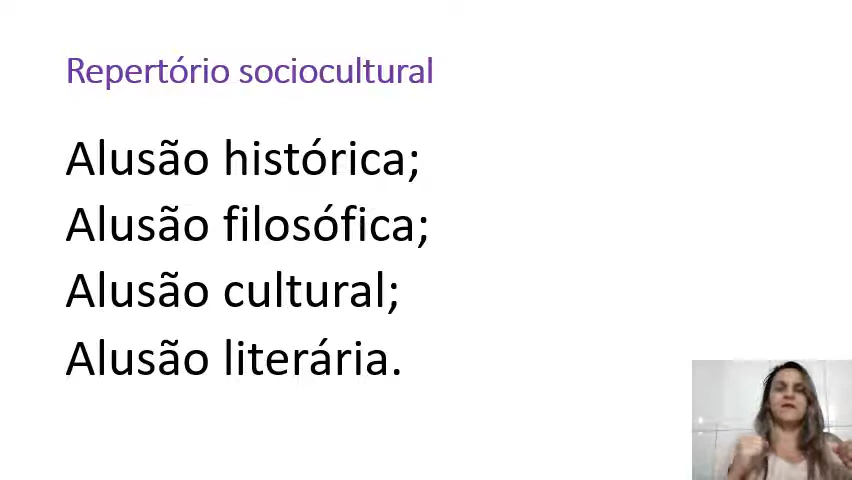 Repertório sociocultural
Alusão histórica;
Alusão filosófica;
Alusão cultural;
Alusão literária.